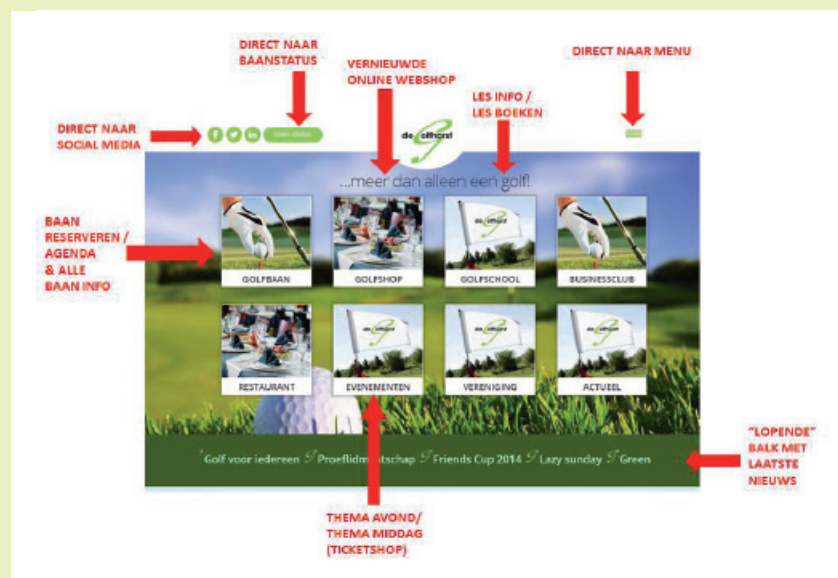 DIRECT NAAR
BAANSTATUS
VERNIEUWDE
ONLINE WEBSHOP
DIRECT NAAR MENU
LES INFO /
LES BOEKEN
DIRECT NAAR
SOCIAL MEDIA
de Golfhorst
...meer dan alleen een golf!
BAAN
RESERVEREN /
AGENDA
& ALLE
BAAN INFO
GOLFBAAN
GOLFSHOP
GOLFSCHOOL
BUSINESSCLUB
RESTAURANT
EVENEMENTEN
VERENIGING
ACTUEEL
Golf voor iedereen Proeflidmaatschap Friends Cup 2014 Lazy sunday Green
"LOPENDE"
BALK MET
LAATSTE
NIEUWS
THEMA AVOND/
THEMA MIDDAG
(TICKETSHOP)